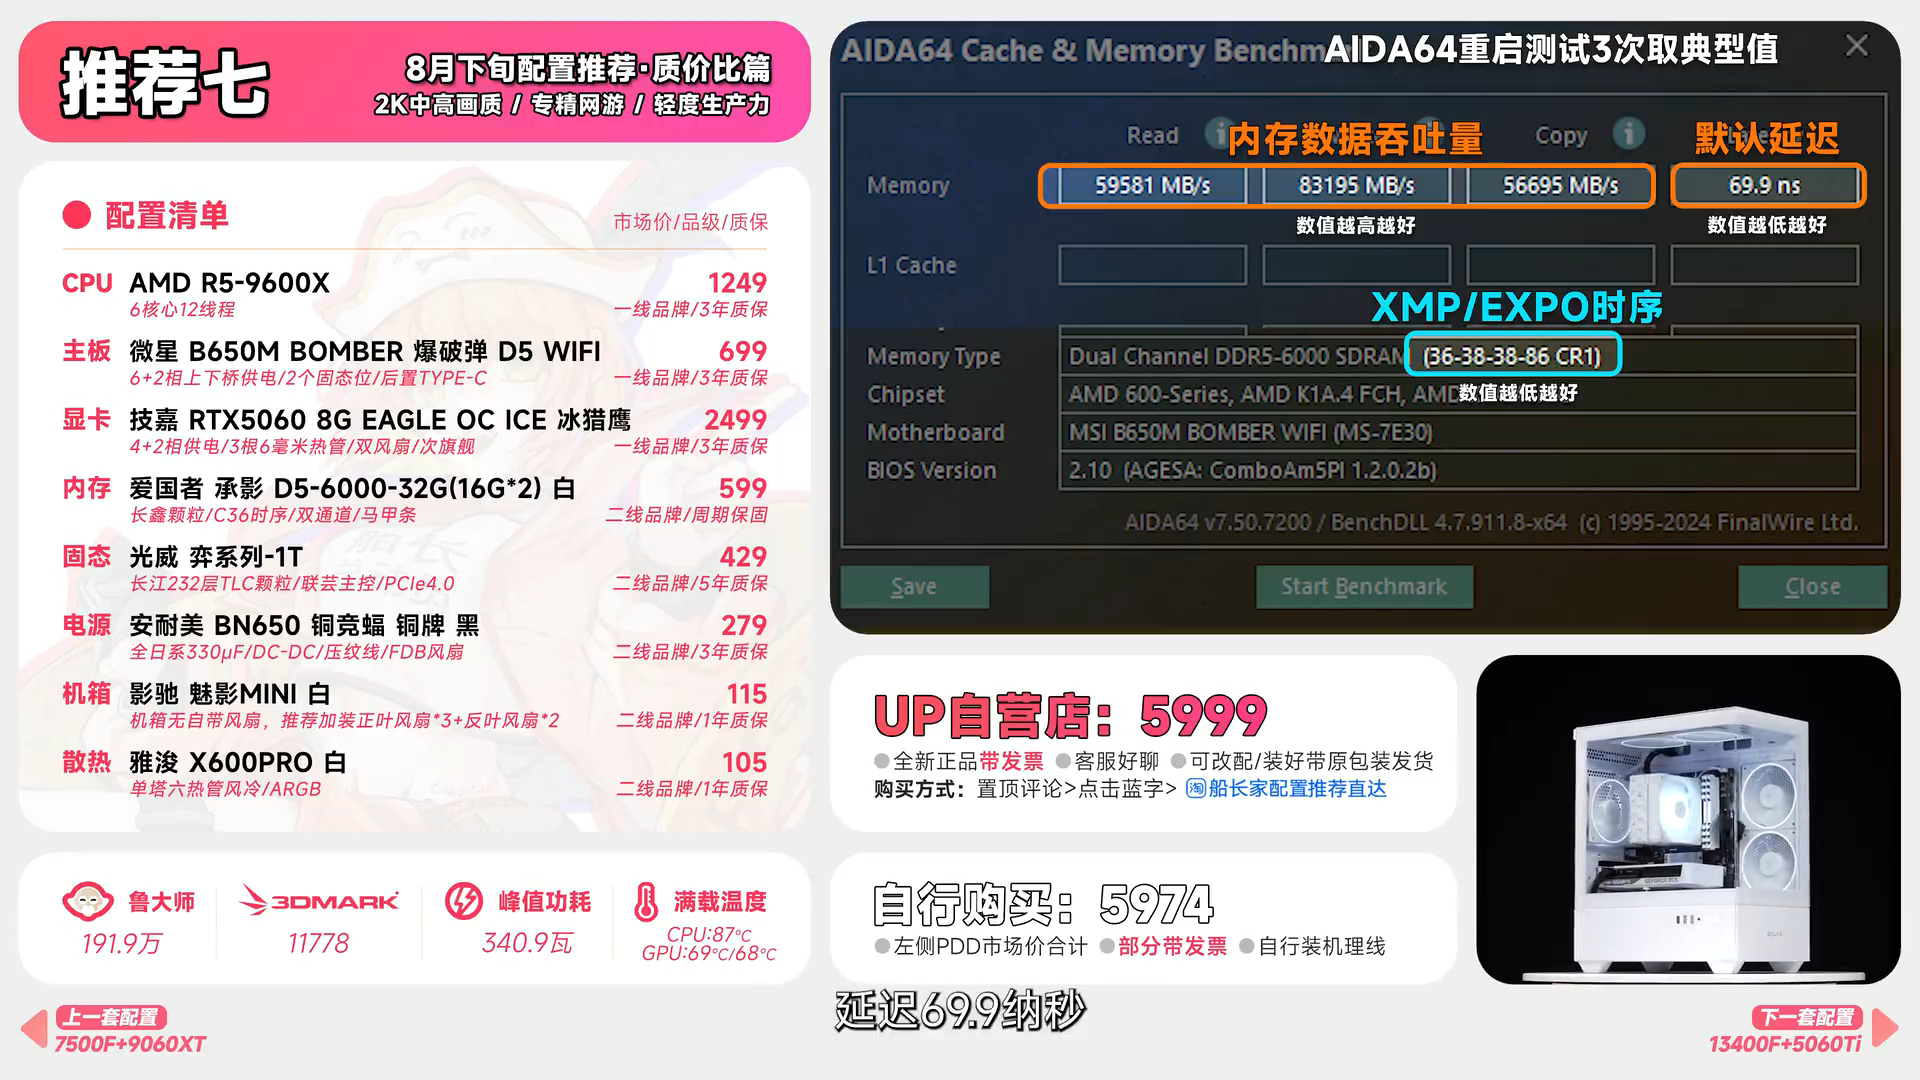 推荐七
8月下旬配置推荐·质价比篇
2K中高画质 / 专精网游 / 轻度生产力
配置清单
市场价/品级/质保
CPU AMD R5-9600X 1249
6核心12线程 一线品牌/3年质保
主板 微星 B650M BOMBER 爆破弹 D5 WIFI 699
6+2相上下桥供电/2个固态位/后置TYPE-C 一线品牌/3年质保
显卡 技嘉 RTX5060 8G EAGLE OC ICE 冰猎鹰 2499
4+2相供电/3根6毫米热管/双风扇/次旗舰 一线品牌/3年质保
内存 爱国者 承影 D5-6000-32G(16G*2) 白 599
长鑫颗粒/C36时序/双通道/马甲条 二线品牌/周期保固
固态 光威 弈系列-1T 429
长江232层TLC颗粒/联芸主控/PCIe4.0 二线品牌/5年质保
电源 安耐美 BN650 铜竞蝠 铜牌 黑 279
全日系330μF/DC-DC/压纹线/FDB风扇 二线品牌/3年质保
机箱 影驰 魅影MINI 白 115
机箱无自带风扇，推荐加装正叶风扇*3+反叶风扇*2 二线品牌/1年质保
散热 雅浚 X600PRO 白 105
单塔六热管风冷/ARGB 二线品牌/1年质保
鲁大师
191.9万
3DMARK
11778
峰值功耗
340.9瓦
满载温度
CPU:87°C
GPU:69°C/68°C
上一套配置
7500F+9060XT
AIDA64 Cache & Memory Benchm
AIDA64重启测试3次取典型值
Read
内存数据吞吐量
Copy
默认延迟
Memory 59581 MB/s 83195 MB/s 56695 MB/s 69.9 ns
数值越高越好 数值越低越好
L1 Cache
XMP/EXPO时序
Memory Type Dual Channel DDR5-6000 SDRAM (36-38-38-86 CR1)
Chipset AMD 600-Series, AMD K1A.4 FCH, AMD
数值越低越好
Motherboard MSI B650M BOMBER WIFI (MS-7E30)
BIOS Version 2.10 (AGESA: ComboAm5PI 1.2.0.2b)
AIDA64 v7.50.7200 / BenchDLL 4.7.911.8-x64 (c) 1995-2024 FinalWire Ltd.
Save Start Benchmark Close
UP自营店：5999
全新正品带发票 客服好聊 可改配/装好带原包装发货
购买方式：置顶评论>点击蓝字> 淘 船长家配置推荐直达
自行购买：5974
左侧PDD市场价合计 部分带发票 自行装机理线
延迟69.9纳秒
下一套配置
13400F+5060Ti